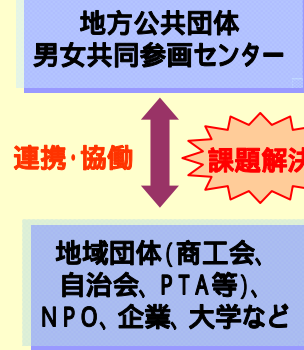 地方公共団体
男女共同参画センター
連携・協働
課題解決
地域団体(商工会、
自治会、PTA等)、
NPO、企業、大学など